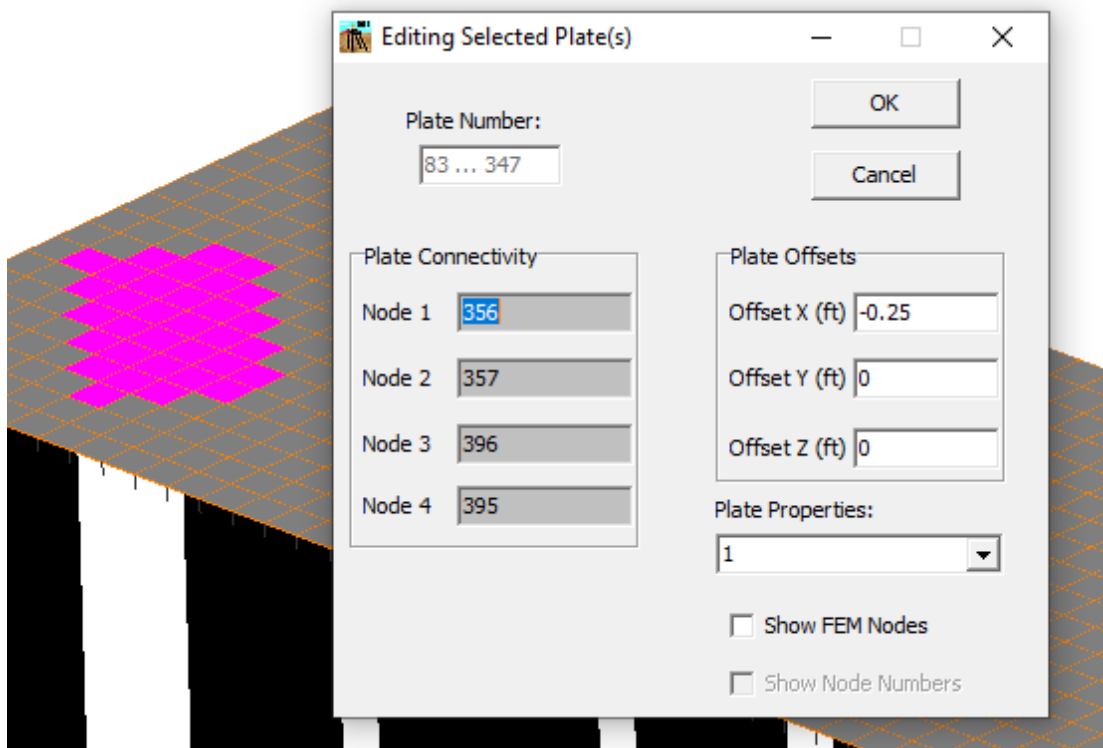 Editing Selected Plate(s)
Plate Number:
83 ... 347
OK
Cancel
Plate Connectivity
Node 1 356
Node 2 357
Node 3 396
Node 4 395
Plate Offsets
Offset X (ft) -0.25
Offset Y (ft) 0
Offset Z (ft) 0
Plate Properties:
1
Show FEM Nodes
Show Node Numbers